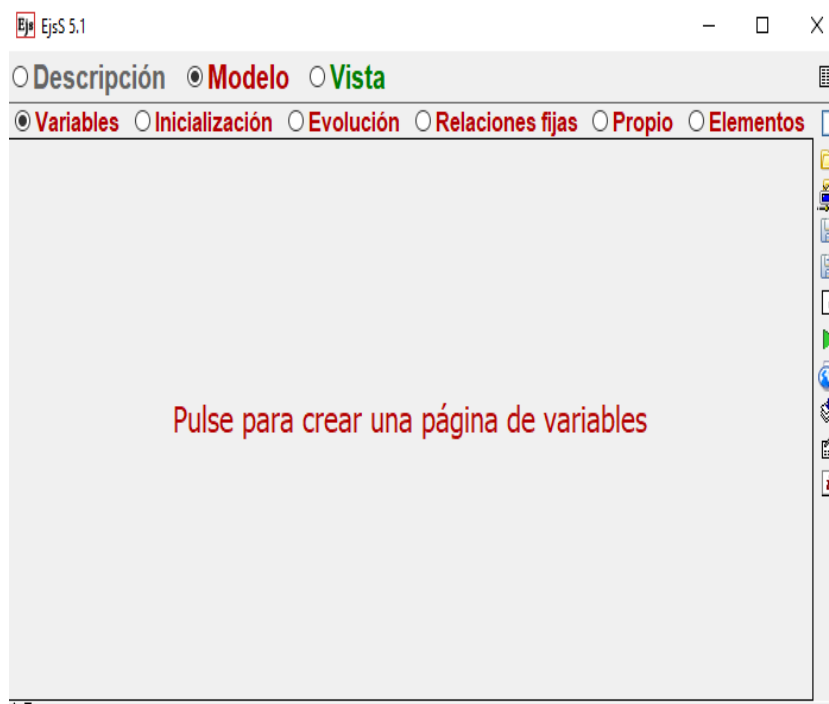 Ejs EjsS 5.1
Descripción Modelo Vista
Variables Inicialización Evolución Relaciones fijas Propio Elementos
Pulse para crear una página de variables